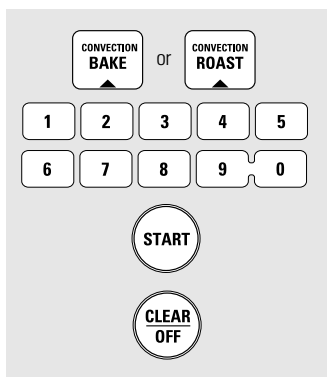 CONVECTION
BAKE
or
CONVECTION
ROAST
1 2 3 4 5
6 7 8 9 0
START
CLEAR
OFF